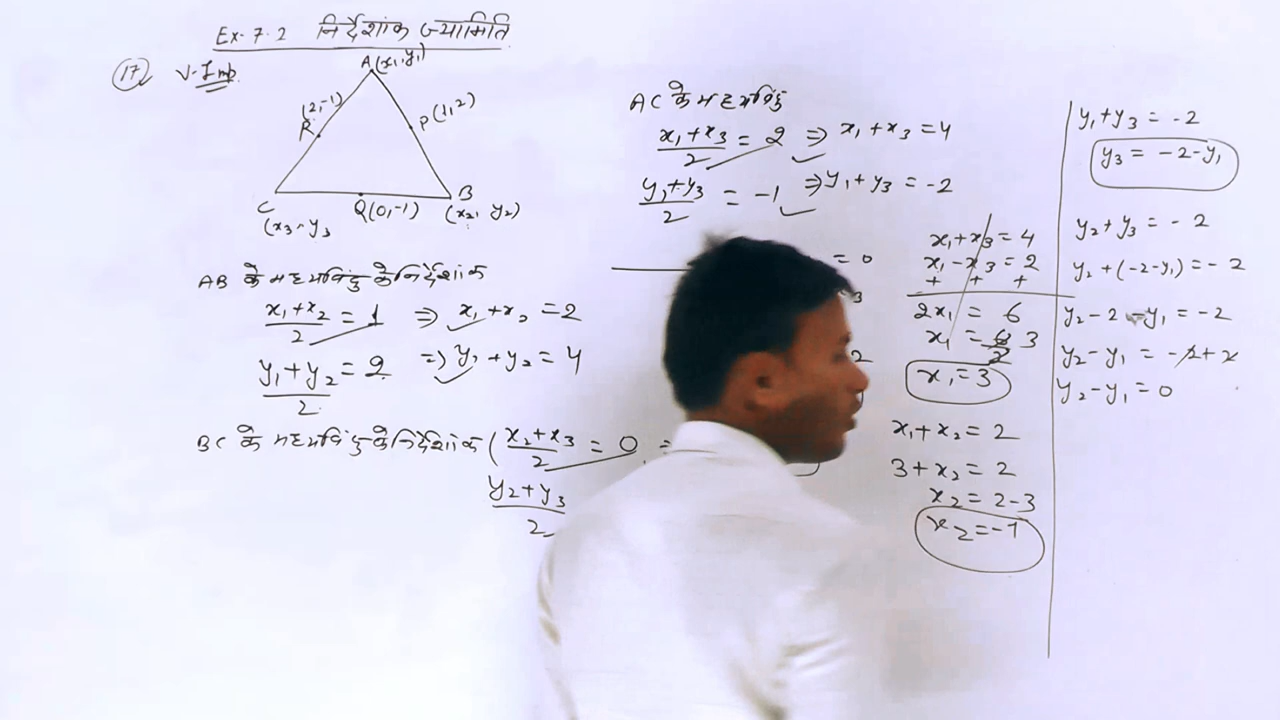 Ex-7.2 निर्देशांक ज्यामिति
17 V-Imp
A(x₁, y₁)
(2,-1)
R
P(1,2)
C
Q(0,-1)
B
(x₃, y₃
(x₂, y₂)
AB के मध्यबिंदु के निर्देशांक
(x₁+x₂)/2 = 1 ⇒ x₁+x₂ = 2
(y₁+y₂)/2 = 2 ⇒ y₁+y₂ = 4
BC के मध्यबिंदु के निर्देशांक ( (x₂+x₃)/2 = 0 =
(y₂+y₃)/2
AC के मध्यबिंदु
(x₁+x₃)/2 = 2 ⇒ x₁+x₃ = 4
(y₁+y₃)/2 = -1 ⇒ y₁+y₃ = -2
= 0
3
2
x₁+x₃ = 4
x₁-x₃ = 2
+ + +
2x₁ = 6
x₁ = 6/2 3
x₁ = 3
x₁+x₂ = 2
3+x₂ = 2
x₂ = 2-3
x₂ = -1
y₁+y₃ = -2
y₃ = -2-y₁
y₂+y₃ = -2
y₂+(-2-y₁) = -2
y₂-2-y₁ = -2
y₂-y₁ = -2+2
y₂-y₁ = 0